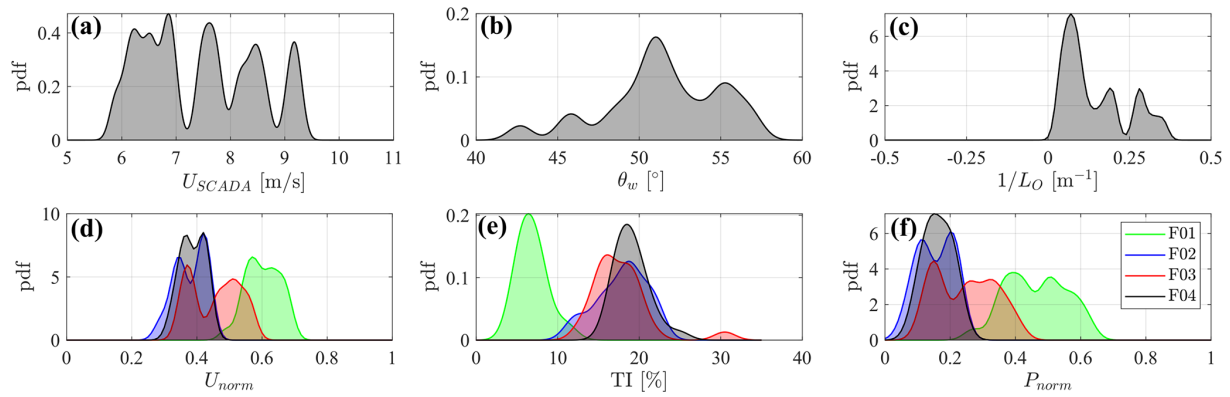 (a)
pdf
0.4
0.2
0
5 6 7 8 9 10 11
U_SCADA [m/s]
(b)
pdf
0.2
0.1
0
40 45 50 55 60
θ_w [°]
(c)
pdf
6
4
2
0
-0.5 -0.25 0 0.25 0.5
1/L_O [m⁻¹]
(d)
pdf
10
5
0
0 0.2 0.4 0.6 0.8 1
U_norm
(e)
pdf
0.2
0.1
0
0 10 20 30 40
TI [%]
(f)
pdf
6
4
2
0
0 0.2 0.4 0.6 0.8 1
P_norm
F01
F02
F03
F04